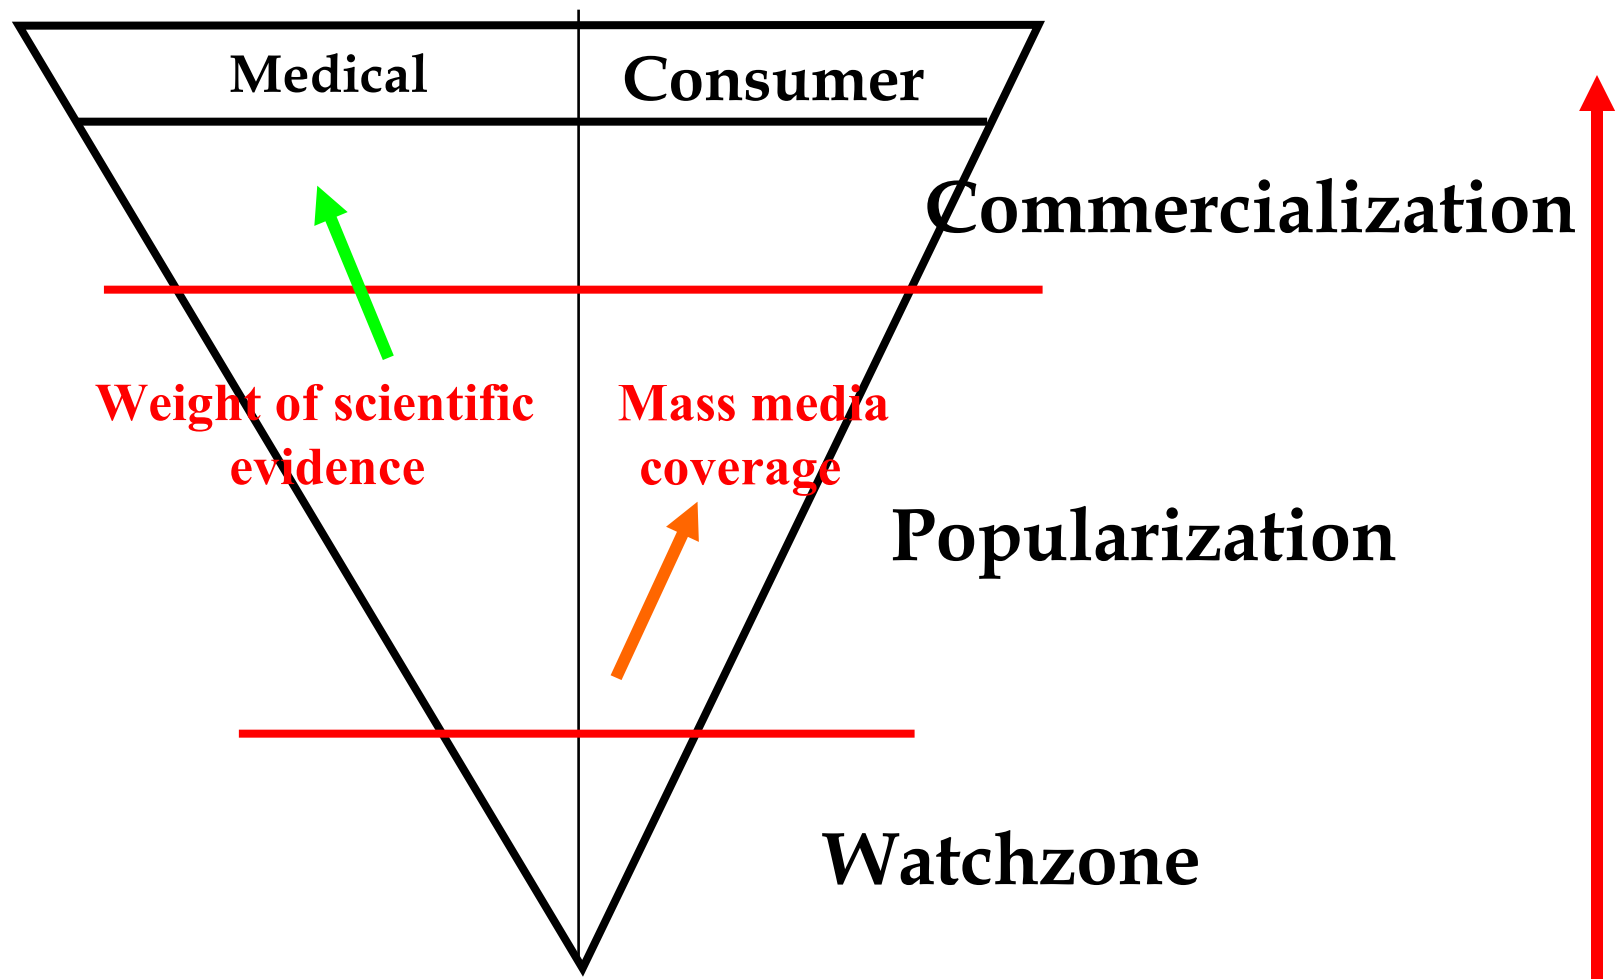 Medical
Consumer
Commercialization
Weight of scientific
evidence
Mass media
coverage
Popularization
Watchzone